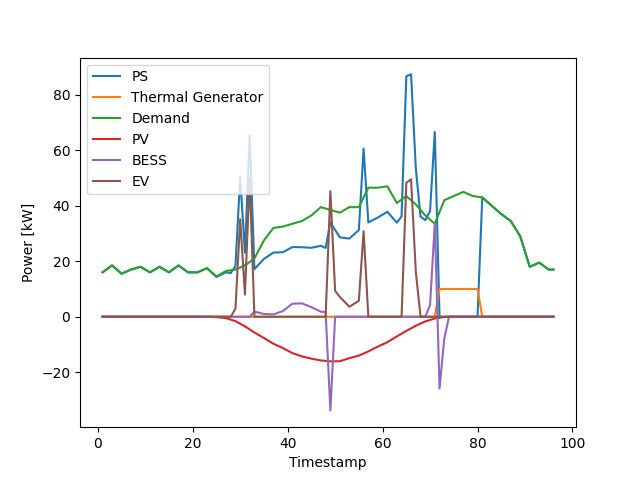 PS
Thermal Generator
Demand
PV
BESS
EV
Power [kW]
80
60
40
20
0
−20
0 20 40 60 80 100
Timestamp